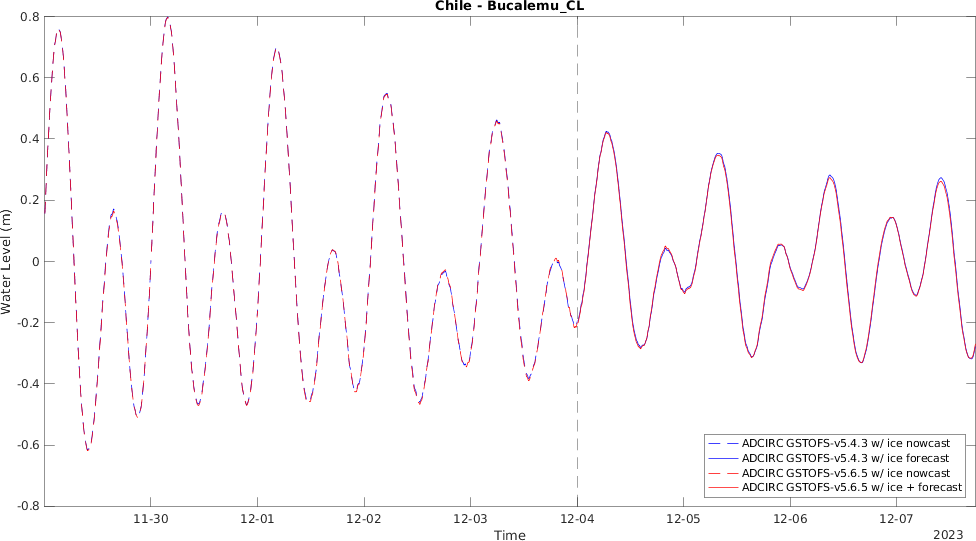 Chile - Bucalemu_CL
0.8
0.6
0.4
0.2
0
-0.2
-0.4
-0.6
-0.8
Water Level (m)
ADCIRC GSTOFS-v5.4.3 w/ ice nowcast
ADCIRC GSTOFS-v5.4.3 w/ ice forecast
ADCIRC GSTOFS-v5.6.5 w/ ice nowcast
ADCIRC GSTOFS-v5.6.5 w/ ice + forecast
11-30 12-01 12-02 12-03 12-04 12-05 12-06 12-07
Time
2023